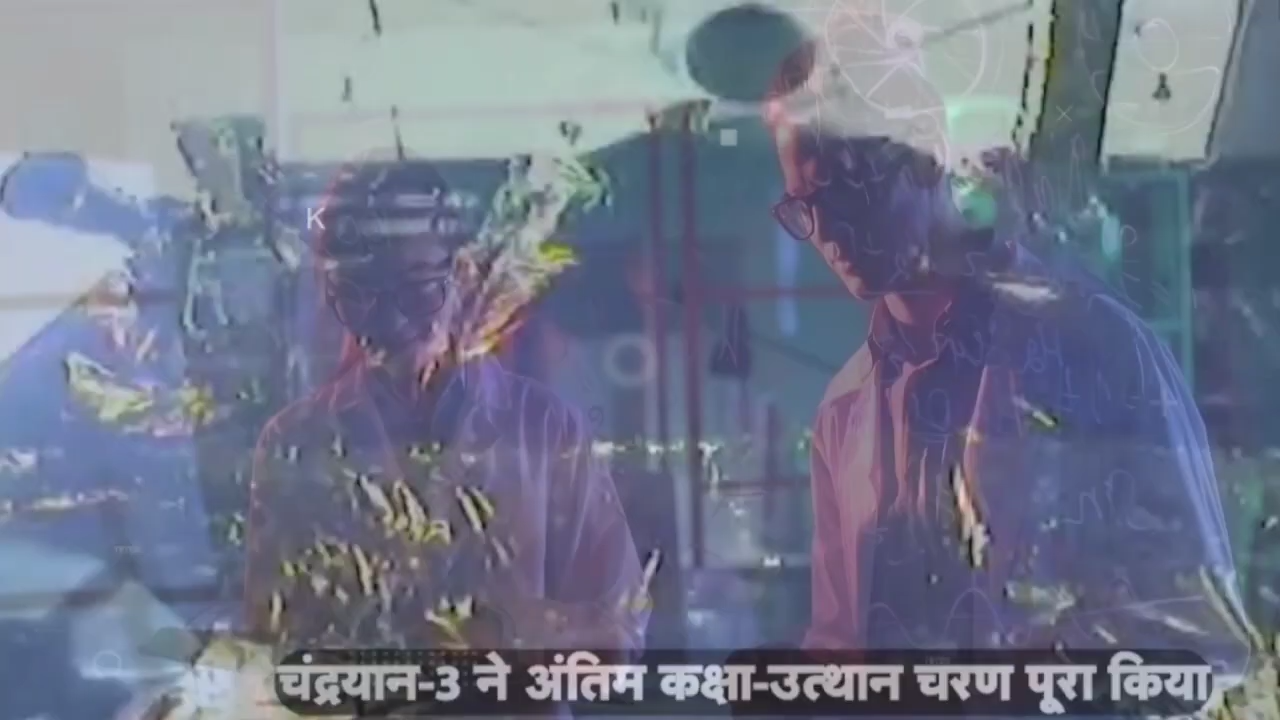 K
चंद्रयान-3 ने अंतिम कक्षा-उत्थान चरण पूरा किया